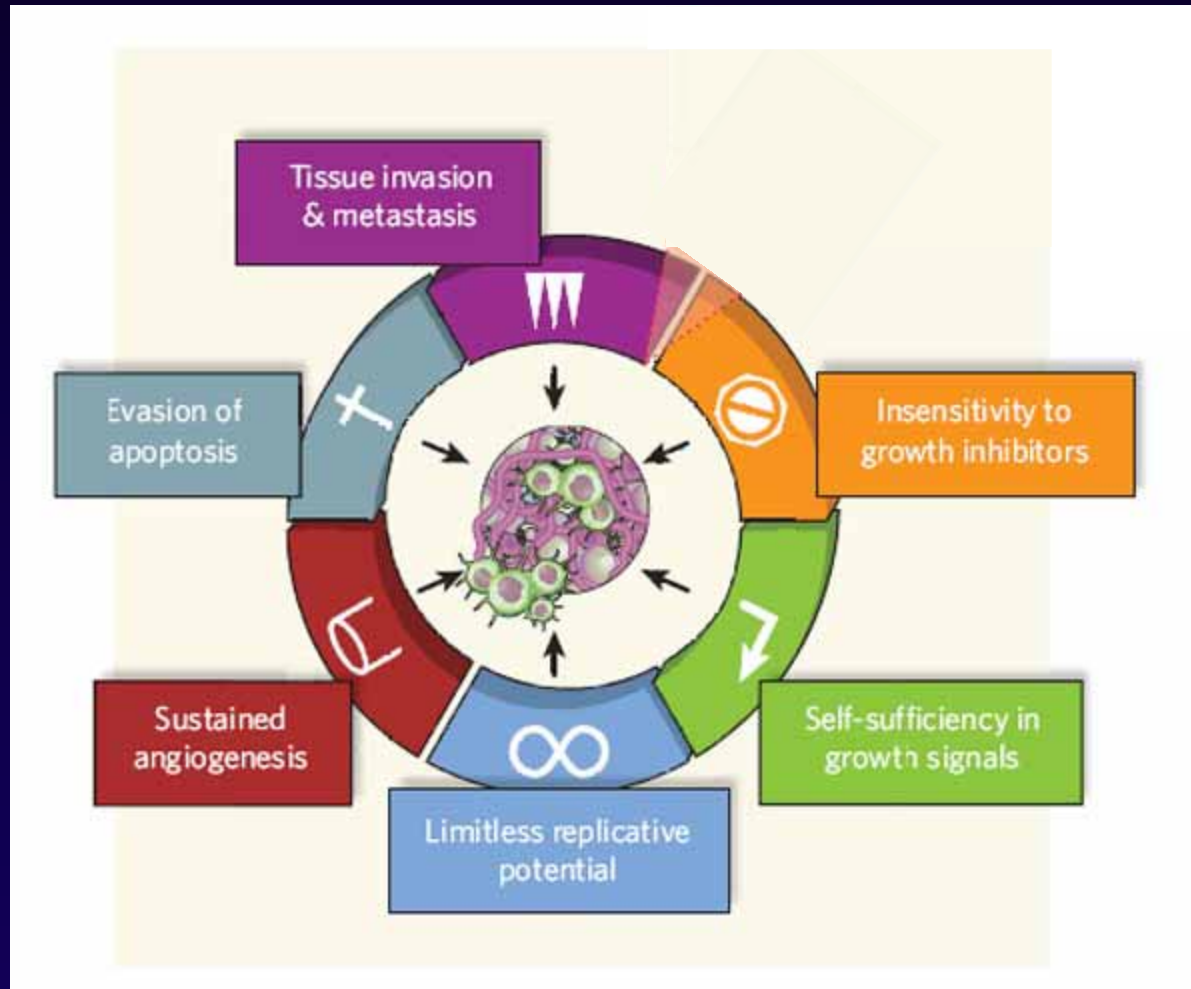 Tissue invasion
& metastasis
Evasion of
apoptosis
Insensitivity to
growth inhibitors
Sustained
angiogenesis
Self-sufficiency in
growth signals
Limitless replicative
potential